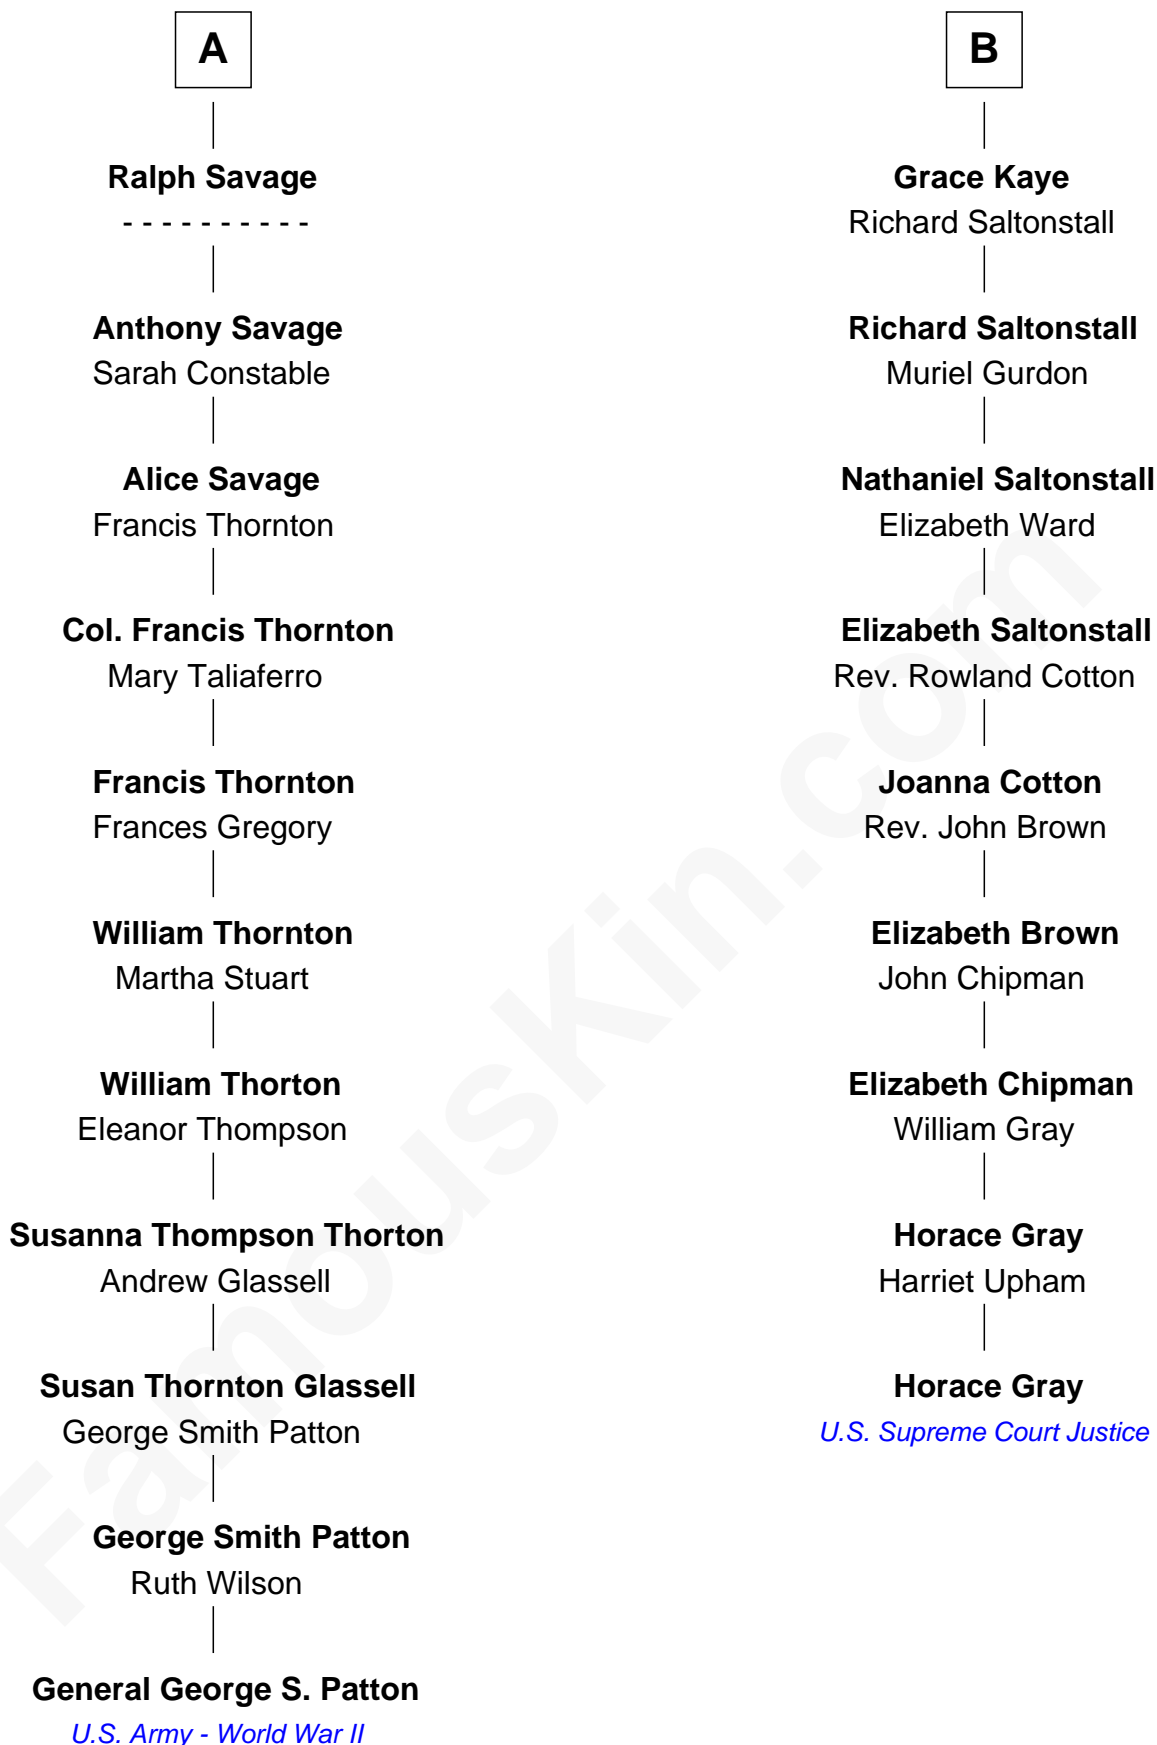 A
Ralph Savage
- - - - - - - - - -
Anthony Savage
Sarah Constable
Alice Savage
Francis Thornton
Col. Francis Thornton
Mary Taliaferro
Francis Thornton
Frances Gregory
William Thornton
Martha Stuart
William Thorton
Eleanor Thompson
Susanna Thompson Thorton
Andrew Glassell
Susan Thornton Glassell
George Smith Patton
George Smith Patton
Ruth Wilson
General George S. Patton
U.S. Army - World War II
B
Grace Kaye
Richard Saltonstall
Richard Saltonstall
Muriel Gurdon
Nathaniel Saltonstall
Elizabeth Ward
Elizabeth Saltonstall
Rev. Rowland Cotton
Joanna Cotton
Rev. John Brown
Elizabeth Brown
John Chipman
Elizabeth Chipman
William Gray
Horace Gray
Harriet Upham
Horace Gray
U.S. Supreme Court Justice
FamousKin.com